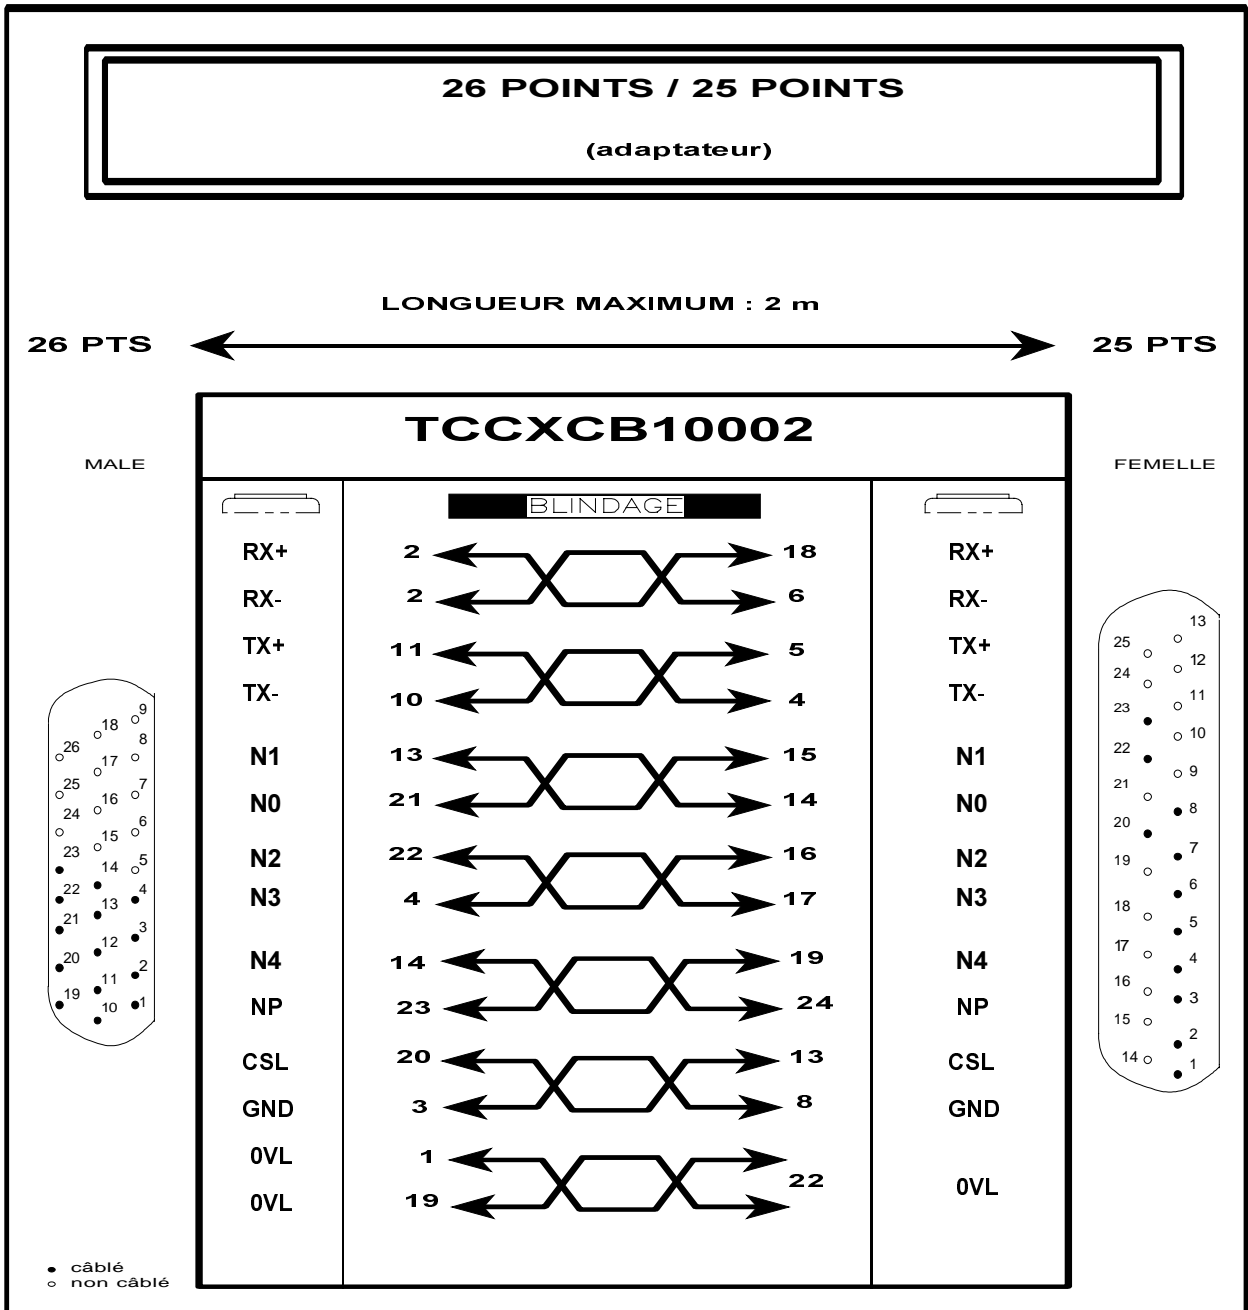 26 POINTS / 25 POINTS
(adaptateur)
LONGUEUR MAXIMUM : 2 m
26 PTS
25 PTS
TCCXCB10002
MALE
FEMELLE
BLINDAGE
RX+ 2 18 RX+
RX- 2 6 RX-
TX+ 11 5 TX+
TX- 10 4 TX-
N1 13 15 N1
N0 21 14 N0
N2 22 16 N2
N3 4 17 N3
N4 14 19 N4
NP 23 24 NP
CSL 20 13 CSL
GND 3 8 GND
0VL 1
22 0VL
0VL 19
9
18
8
26
17
7
25
16
6
24
15
5
23
14
4
22
13
3
21
12
2
20
11
1
19
10
13
25
12
24
11
23
10
22
9
21
8
20
7
19
6
18
5
17
4
16
3
15
2
14
1
câblé
non câblé